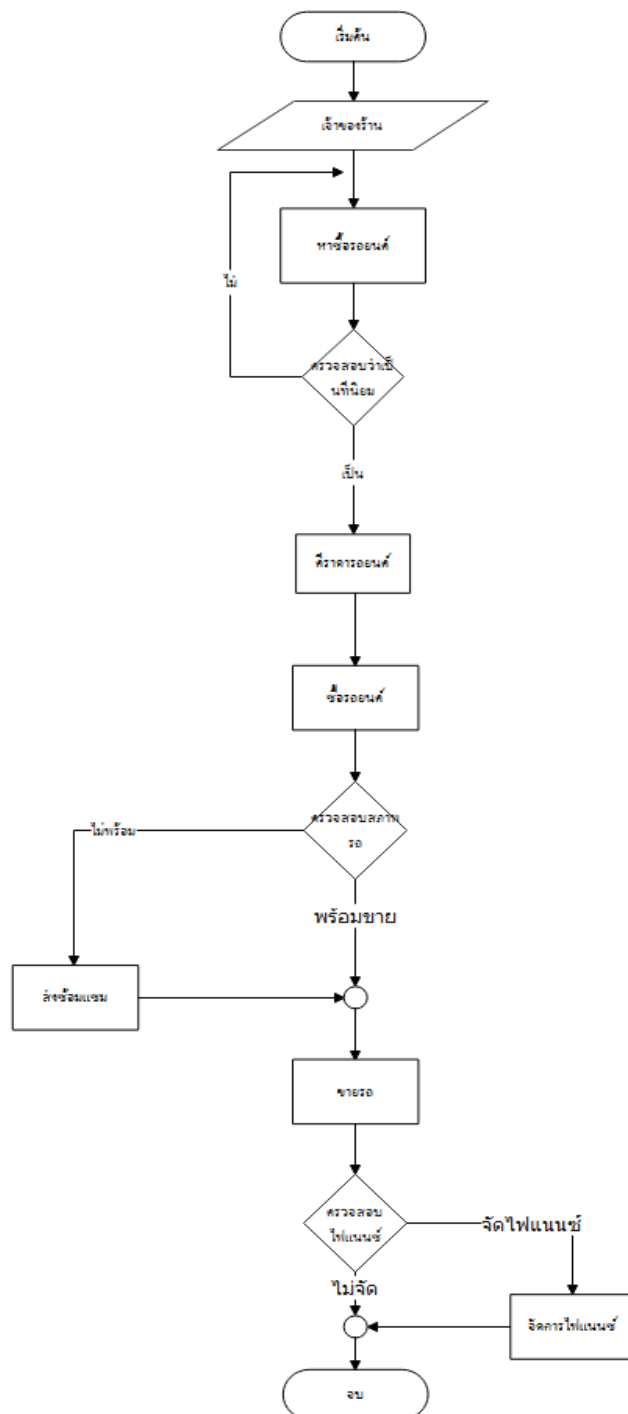 เริ่มต้น
เจ้าของร้าน
หาซื้อรถยนต์
ไม่
ตรวจสอบว่าเป็
นที่นิยม
เป็น
ตีราคารถยนต์
ซื้อรถยนต์
ตรวจสอบสภาพ
รถ
ไม่พร้อม
พร้อมขาย
ส่งซ้อมแซม
ขายรถ
ตรวจสอบ
ไฟแนนซ์
จัดไฟแนนซ์
ไม่จัด
จัดการไฟแนนซ์
จบ